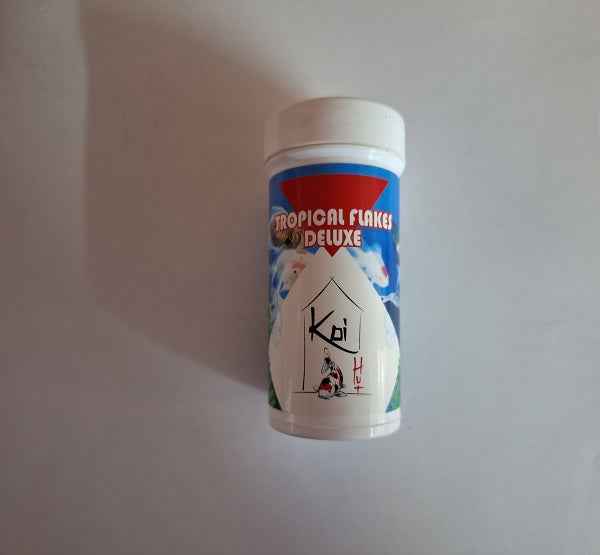 TROPICAL FLAKES
DELUXE
Koi
Hut